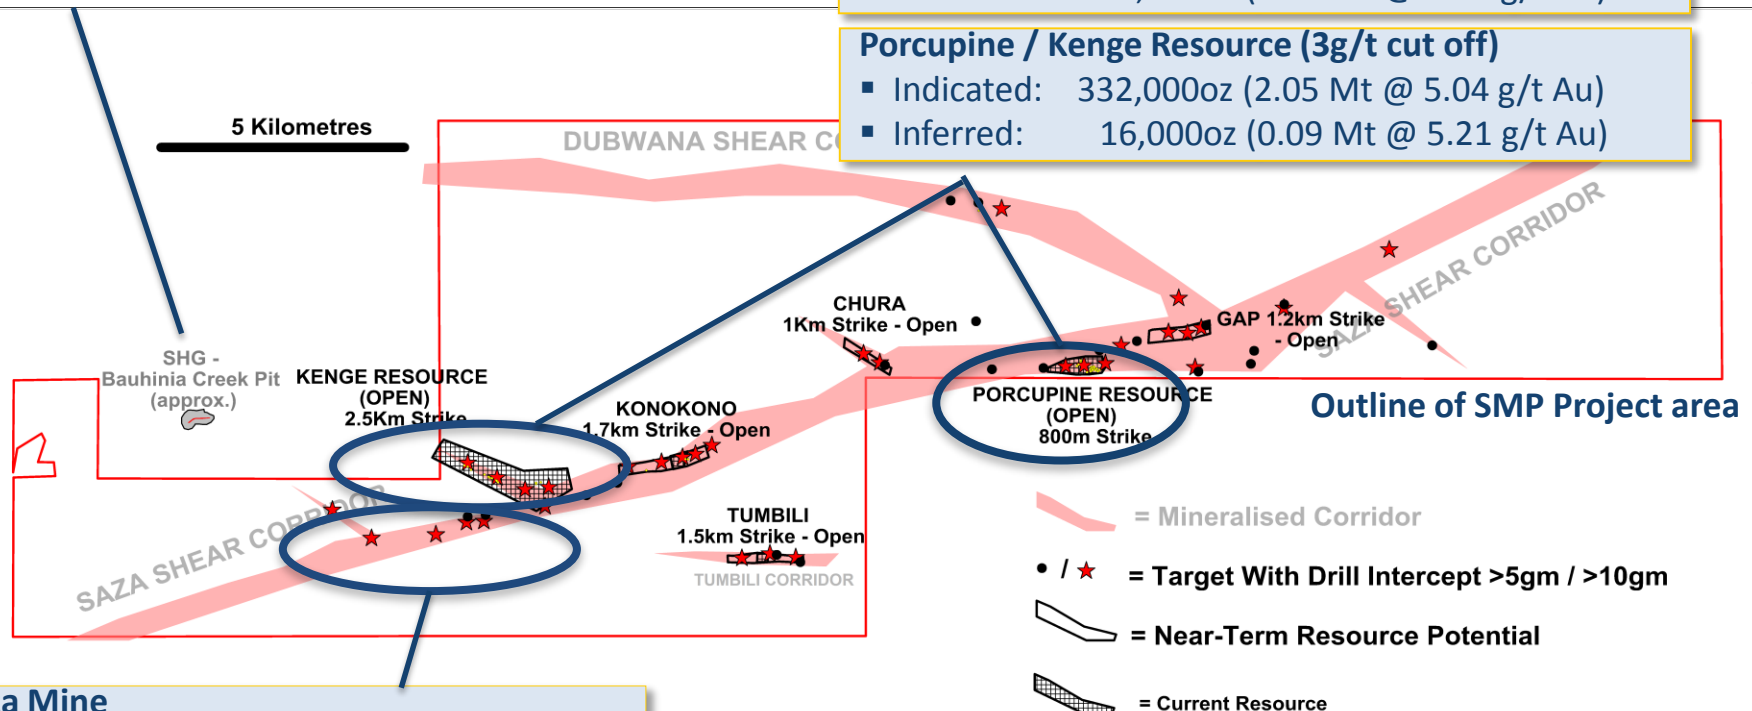 Porcupine / Kenge Resource (3g/t cut off)
▪ Indicated: 332,000oz (2.05 Mt @ 5.04 g/t Au)
▪ Inferred: 16,000oz (0.09 Mt @ 5.21 g/t Au)
5 Kilometres
DUBWANA SHEAR CO
SAZA SHEAR CORRIDOR
CHURA
1Km Strike - Open
GAP 1.2km Strike
- Open
SHG -
Bauhinia Creek Pit
(approx.)
KENGE RESOURCE
(OPEN)
2.5Km Strike
KONOKONO
1.7km Strike - Open
PORCUPINE RESOURCE
(OPEN)
800m Strike
Outline of SMP Project area
SAZA SHEAR CORRIDOR
TUMBILI
1.5km Strike - Open
TUMBILI CORRIDOR
= Mineralised Corridor
/ = Target With Drill Intercept >5gm / >10gm
= Near-Term Resource Potential
= Current Resource
a Mine